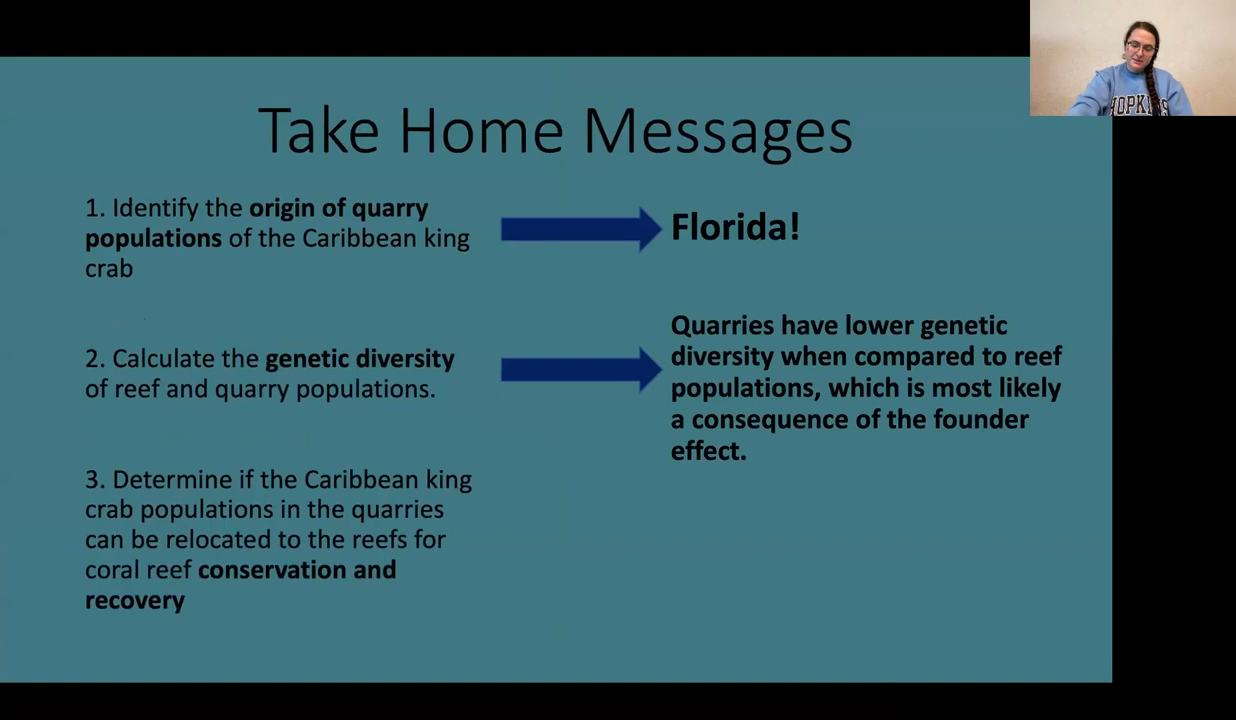 Take Home Messages
1. Identify the origin of quarry
populations of the Caribbean king
crab
Florida!
2. Calculate the genetic diversity
of reef and quarry populations.
Quarries have lower genetic
diversity when compared to reef
populations, which is most likely
a consequence of the founder
effect.
3. Determine if the Caribbean king
crab populations in the quarries
can be relocated to the reefs for
coral reef conservation and
recovery
HOPKINS